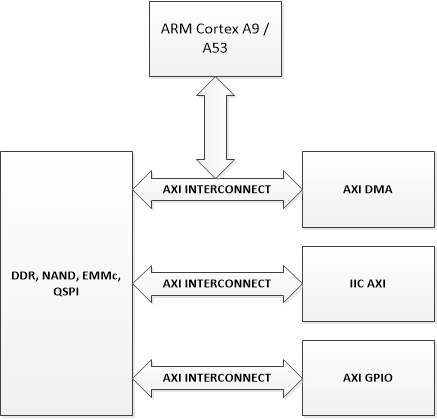 ARM Cortex A9 /
A53
AXI INTERCONNECT
AXI DMA
DDR, NAND, EMMc,
QSPI
AXI INTERCONNECT
IIC AXI
AXI INTERCONNECT
AXI GPIO